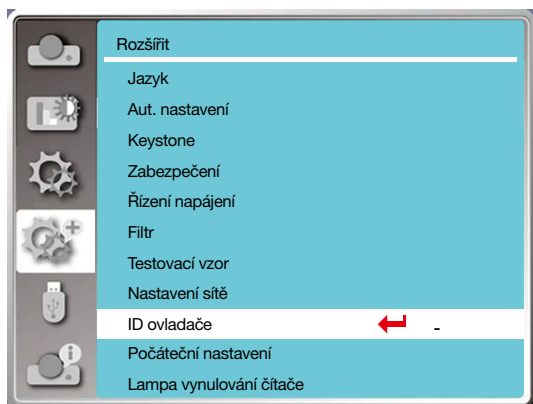 Rozšířit
Jazyk
Aut. nastavení
Keystone
Zabezpečení
Řízení napájení
Filtr
Testovací vzor
Nastavení sítě
ID ovladače -
Počáteční nastavení
Lampa vynulování čítače